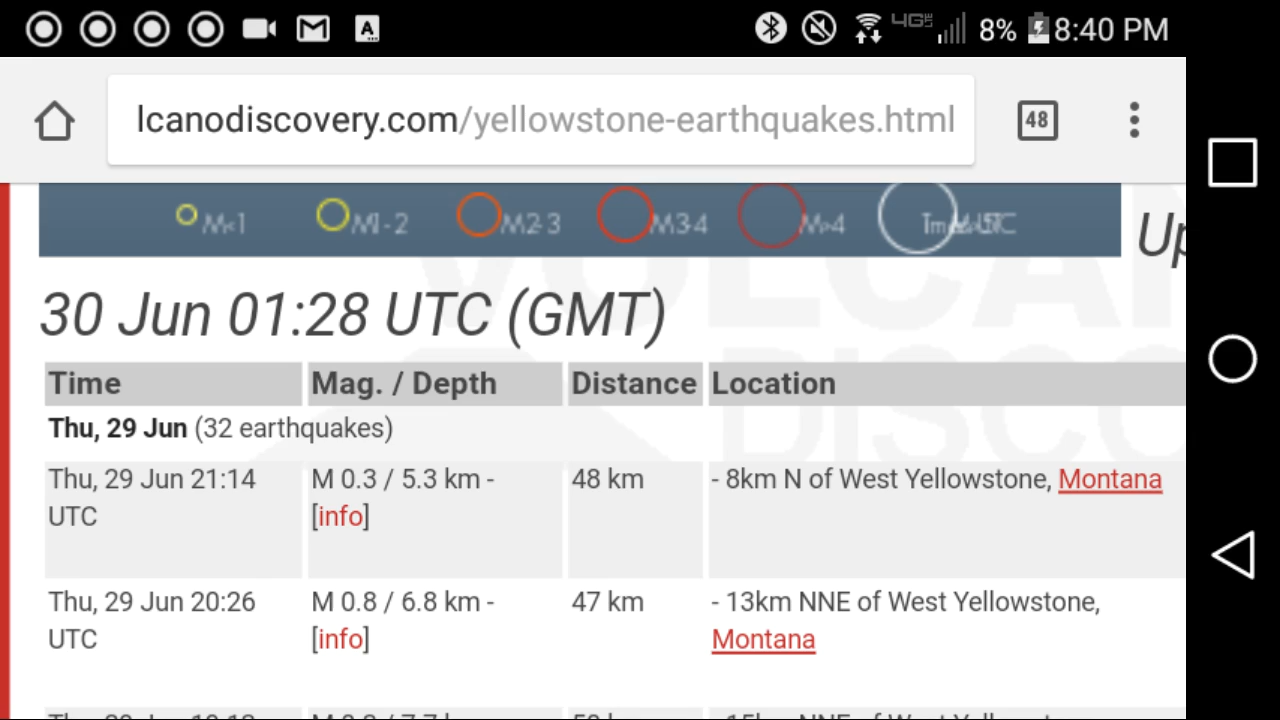 4GLTE 8% 8:40 PM
lcanodiscovery.com/yellowstone-earthquakes.html 48
M<1 M1-2 M2-3 M3-4 M>4
Up
30 Jun 01:28 UTC (GMT)
Time Mag. / Depth Distance Location
Thu, 29 Jun (32 earthquakes)
Thu, 29 Jun 21:14 M 0.3 / 5.3 km - 48 km - 8km N of West Yellowstone, Montana
UTC [info]
Thu, 29 Jun 20:26 M 0.8 / 6.8 km - 47 km - 13km NNE of West Yellowstone,
UTC [info] Montana